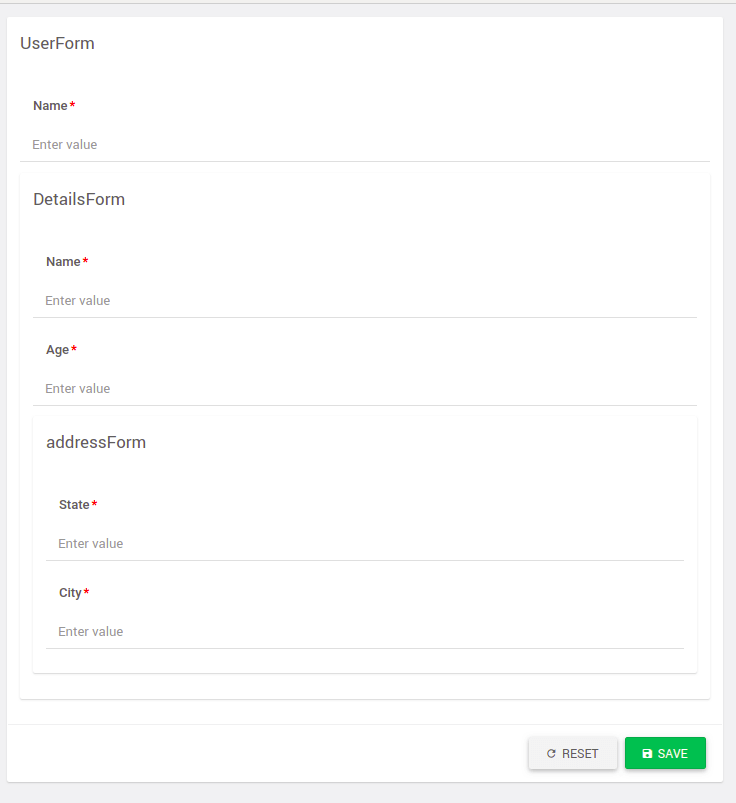 UserForm
Name*
Enter value
DetailsForm
Name*
Enter value
Age*
Enter value
addressForm
State*
Enter value
City*
Enter value
RESET SAVE